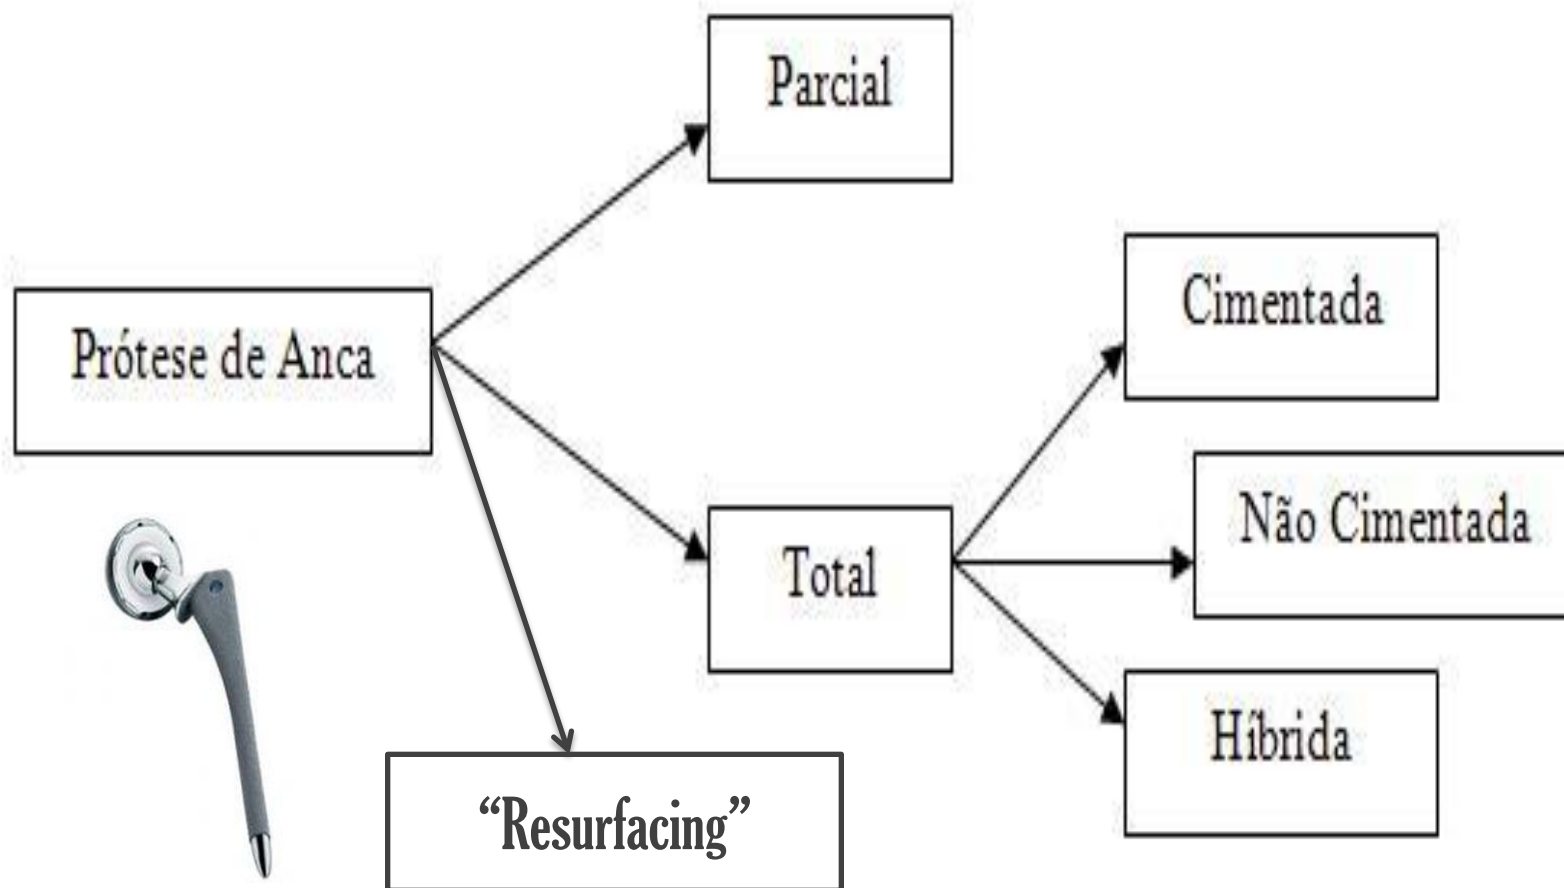 Parcial
Prótese de Anca
Cimentada
Não Cimentada
Total
Híbrida
“Resurfacing”